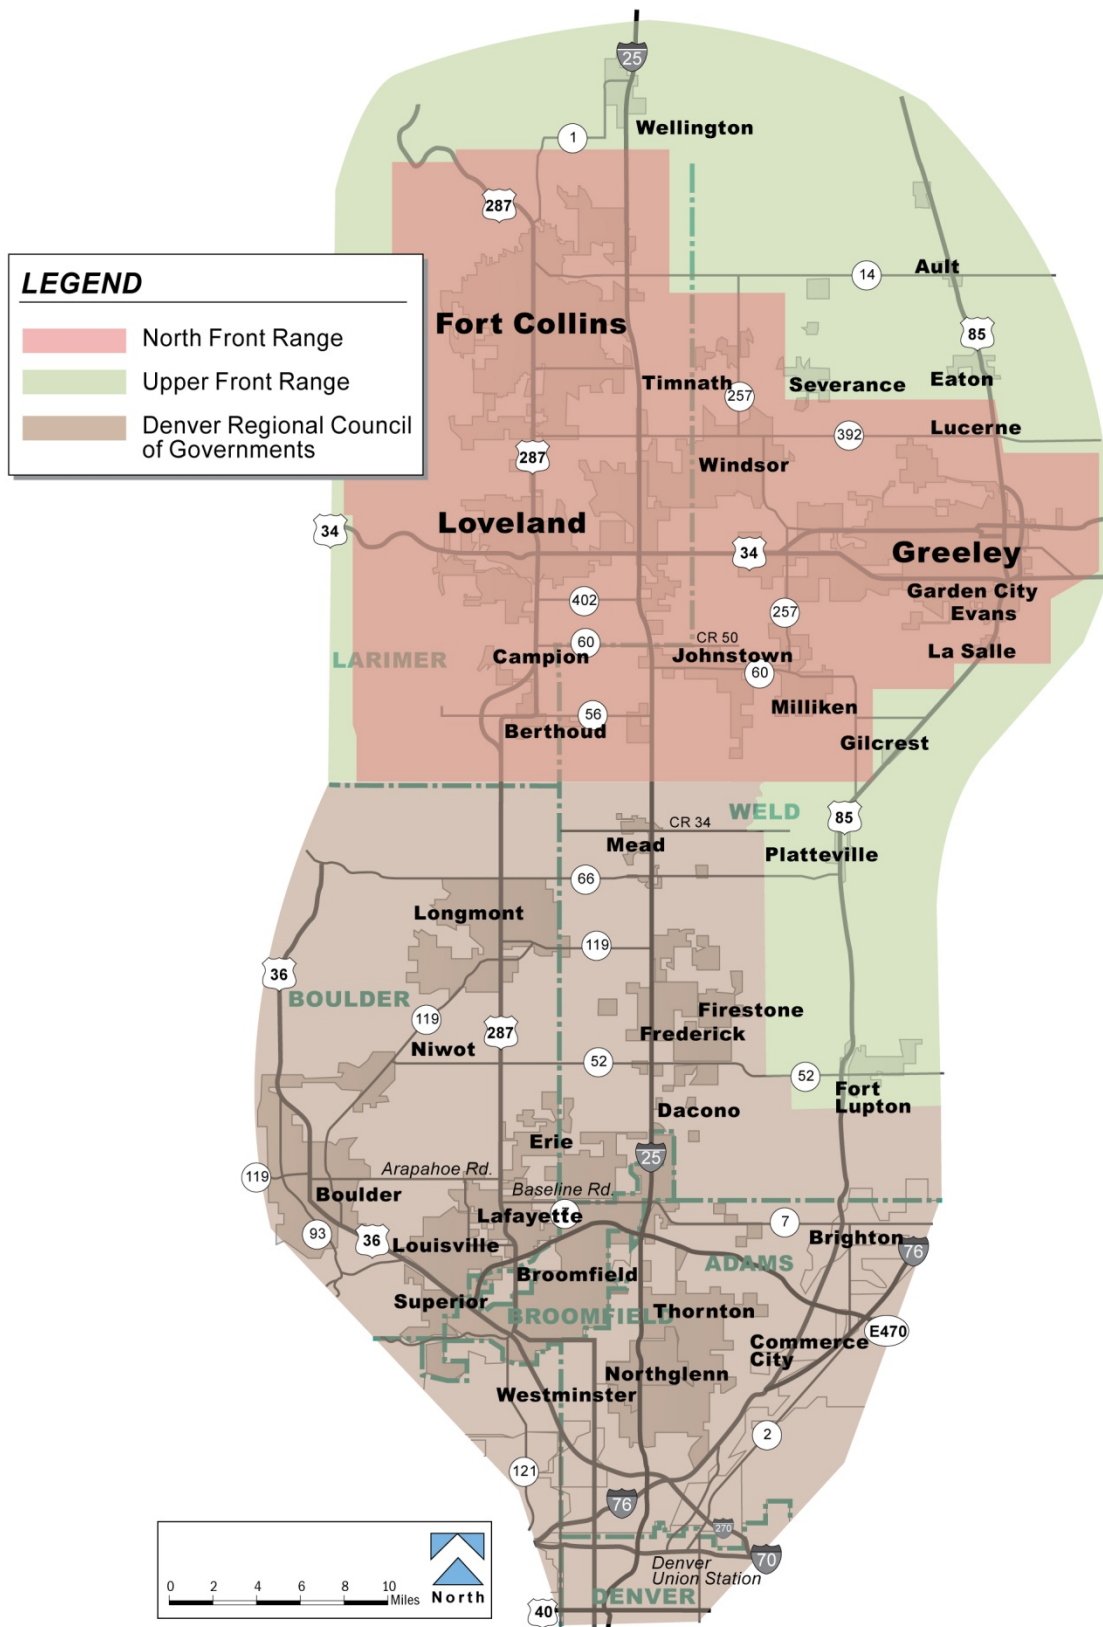 25
Wellington
1
287
14
Ault
LEGEND
North Front Range
Upper Front Range
Denver Regional Council
of Governments
Fort Collins
85
Timnath
257
Severance
Eaton
287
392
Lucerne
Windsor
34
Loveland
34
Greeley
402
257
Garden City
Evans
60
CR 50
LARIMER
Campion
Johnstown
La Salle
60
56
Milliken
Berthoud
Gilcrest
WELD
85
CR 34
Mead
Platteville
66
Longmont
119
36
BOULDER
119
Firestone
287
Frederick
Niwot
52
52
Fort
Lupton
Dacono
Erie
25
119
Arapahoe Rd.
Boulder
Baseline Rd.
Lafayette
7
7
93
36
Louisville
Brighton
76
Broomfield
ADAMS
Superior
BROOMFIELD
Thornton
E470
Commerce
City
Northglenn
Westminster
2
121
76
270
70
Denver
Union Station
DENVER
40
0 2 4 6 8 10
Miles
North